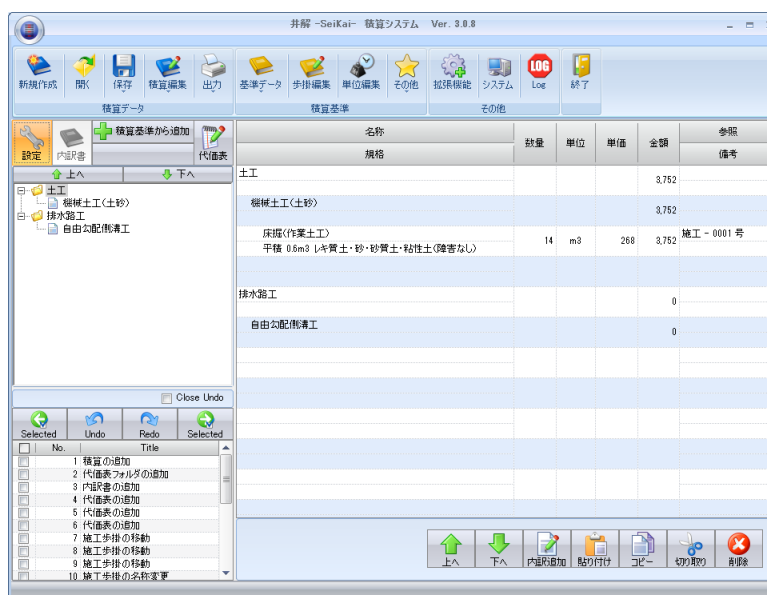 井解 -SeiKai- 積算システム Ver. 3.0.8
新規作成 開く 保存 積算編集 出力 基準データ 歩掛編集 単位編集 その他 拡張機能 システム Log 終了
LOG
積算データ 積算基準 その他
設定 内訳書 積算基準から追加 代価表
上へ 下へ
土工
機械土工(土砂)
排水路工
自由勾配側溝工
名称 数量 単位 単価 金額 参照
規格 備考
土工
3,752
機械土工(土砂)
3,752
床掘(作業土工) 施工 - 0001 号
14 m3 268 3,752
平積 0.6m3 レキ質土・砂・砂質土・粘性土(障害なし)
排水路工
0
自由勾配側溝工
0
Close Undo
Selected Undo Redo Selected
No. Title
1 積算の追加
2 代価表フォルダの追加
3 内訳書の追加
4 代価表の追加
5 代価表の追加
6 代価表の追加
7 施工歩掛の移動
8 施工歩掛の移動
9 施工歩掛の移動
10 施工歩掛の名称変更
上へ 下へ 内訳追加 貼り付け コピー 切り取り 削除